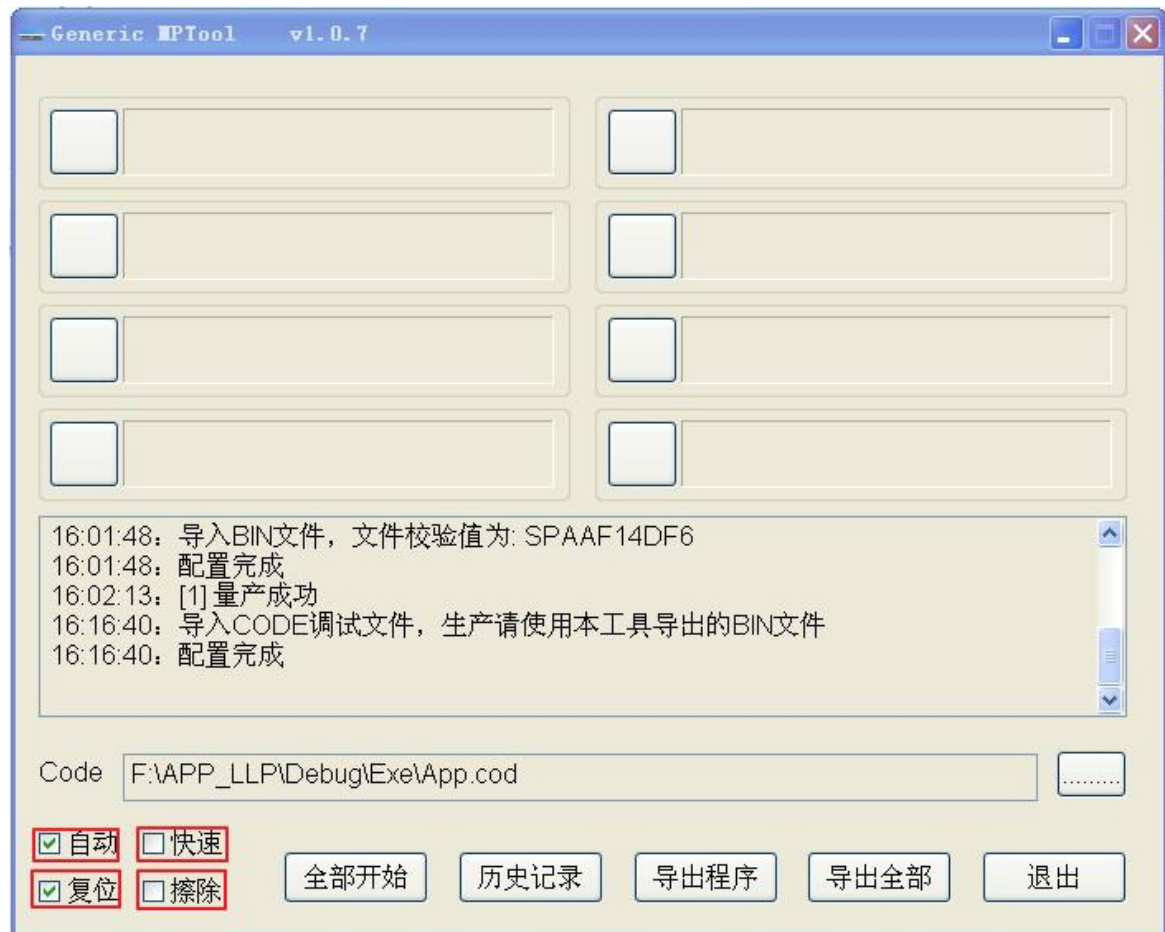 Generic MPTool v1.0.7
16:01:48：导入BIN文件，文件校验值为: SPAAF14DF6
16:01:48：配置完成
16:02:13：[1] 量产成功
16:16:40：导入CODE调试文件，生产请使用本工具导出的BIN文件
16:16:40：配置完成
Code F:\APP_LLP\Debug\Exe\App.cod .........
自动 快速
复位 擦除
全部开始 历史记录 导出程序 导出全部 退出